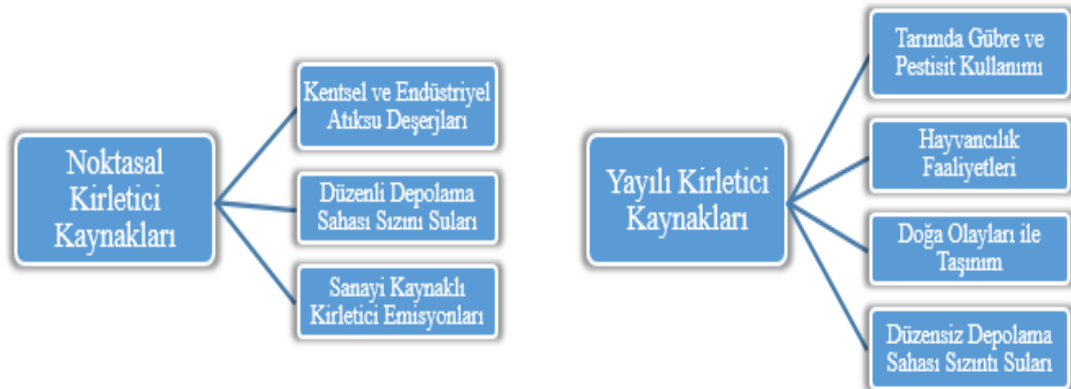 Noktasal
Kirletici
Kaynakları
Kentsel ve Endüstriyel
Atıksu Deşerjları
Düzenli Depolama
Sahası Sızını Suları
Sanayi Kaynaklı
Kirletici Emisyonları
Yayılı Kirletici
Kaynakları
Tarımda Gübre ve
Pestisit Kullanımı
Hayvancılık
Faaliyetleri
Doğa Olayları ile
Taşınım
Düzensiz Depolama
Sahası Sızıntı Suları